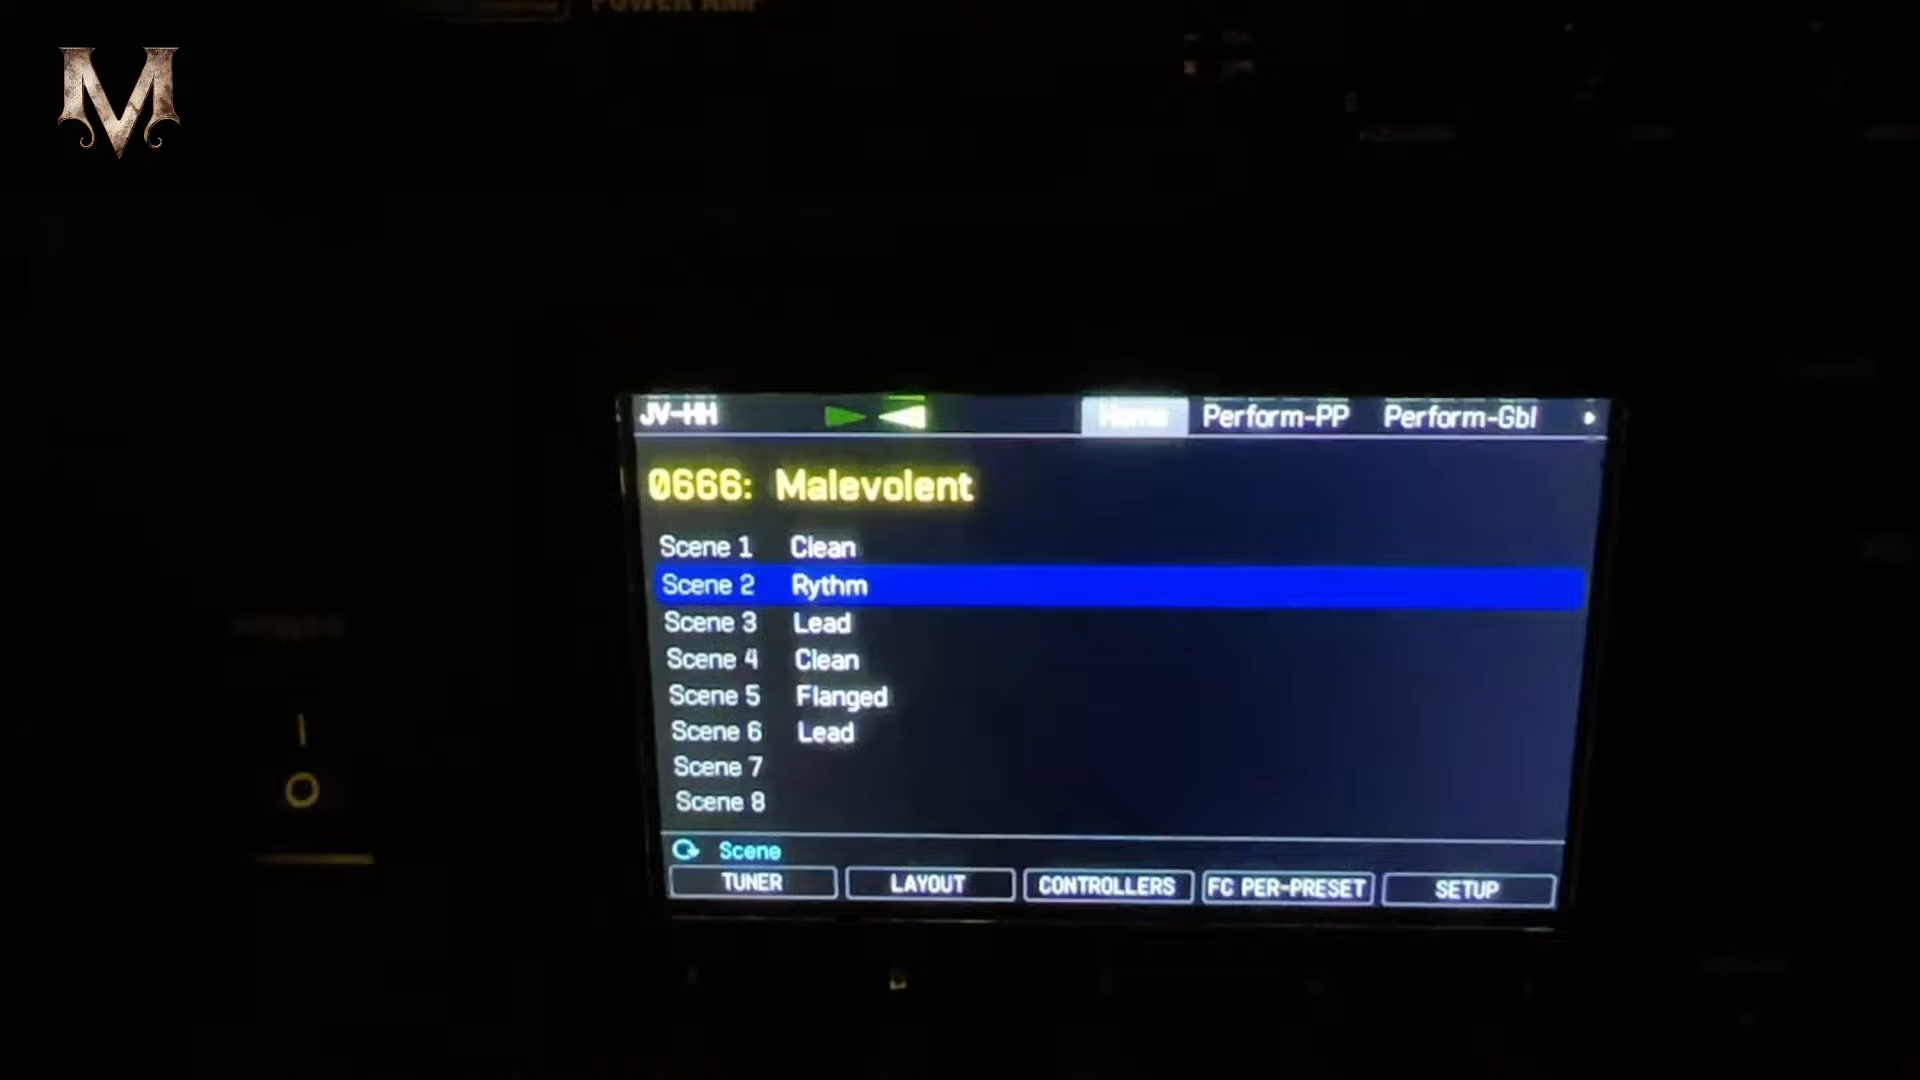 POWER AMP
M
JV-HH Home Perform-PP Perform-Gbl
0666: Malevolent
Scene 1 Clean
Scene 2 Rythm
Scene 3 Lead
Scene 4 Clean
Scene 5 Flanged
Scene 6 Lead
Scene 7
Scene 8
Scene
TUNER LAYOUT CONTROLLERS FC PER-PRESET SETUP